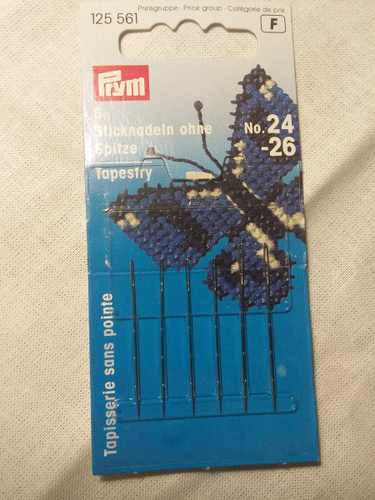 Preisgruppe · Price group · Catégorie de prix
125 561
F
Prym
6
Sticknadeln ohne
Spitze
Tapestry
No. 24
-26
Tapisserie sans pointe